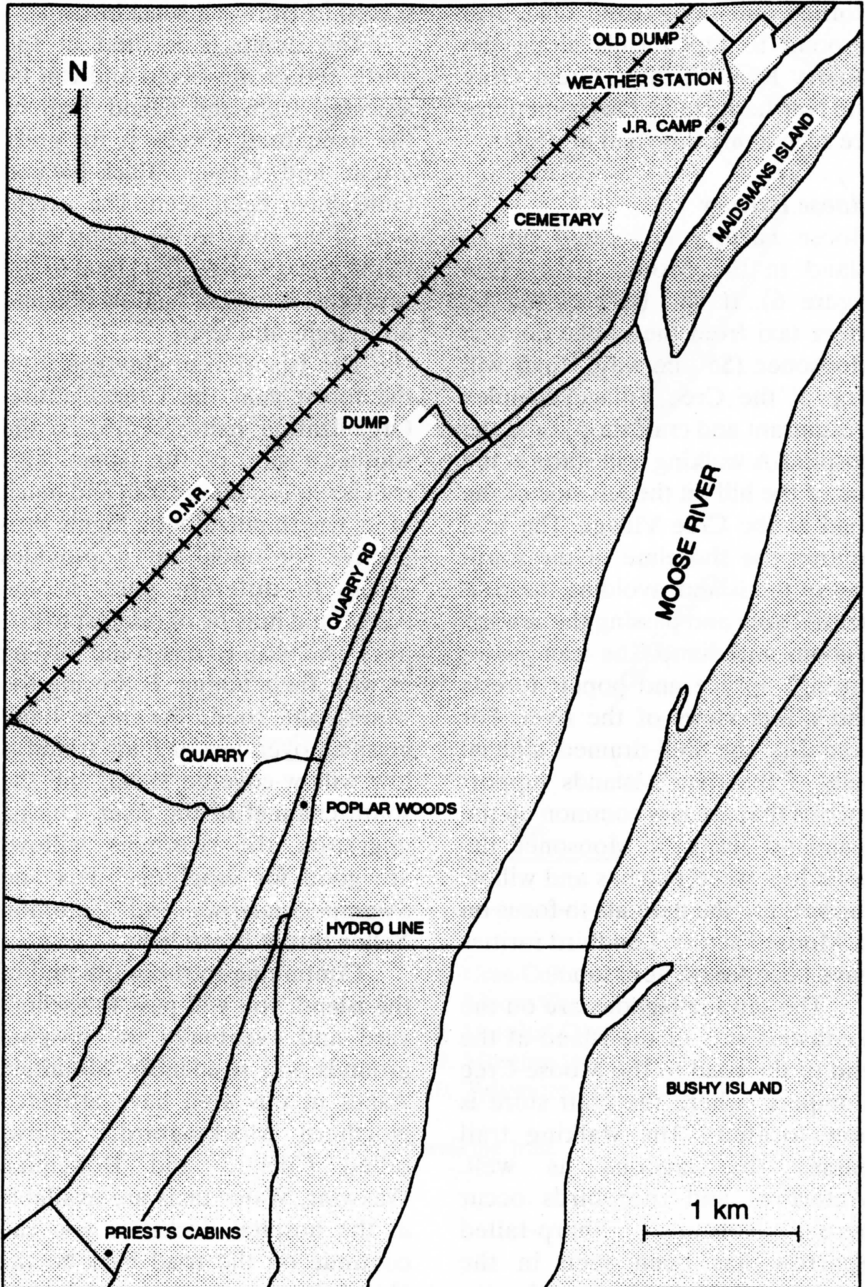 OLD DUMP
N
WEATHER STATION
J.R. CAMP
MAIDSMANS ISLAND
CEMETARY
DUMP
O.N.R.
QUARRY RD
MOOSE RIVER
QUARRY
POPLAR WOODS
HYDRO LINE
BUSHY ISLAND
1 km
PRIEST'S CABINS